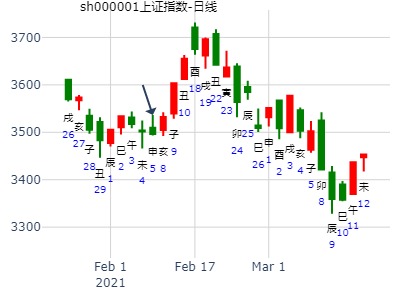 sh000001上证指数-日线
3700
3600
3500
3400
3300
戌
26
亥
27
子
28
丑
29
辰
1
巳
2
午
3
未
4
申
5
亥
8
子
9
丑
10
酉
18
戌
19
丑
22
寅
23
卯
24
辰
25
巳
26
申
1
酉
2
戌
3
亥
4
子
5
卯
8
辰
9
巳
10
午
11
未
12
Feb 1
2021
Feb 17
Mar 1